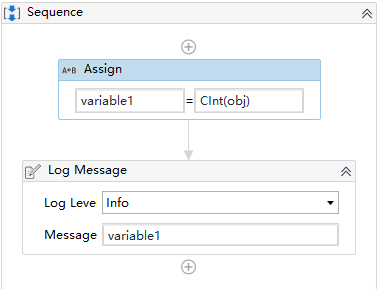 Sequence
A+B Assign
variable1 = CInt(obj)
Log Message
Log Leve Info
Message variable1